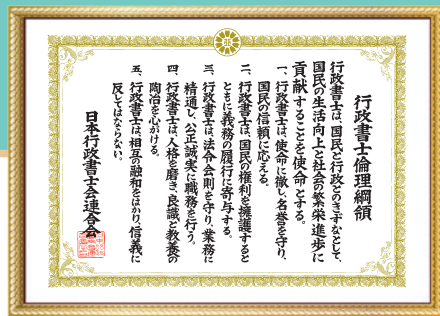 行政書士倫理綱領
行政書士は、国民と行政とのきずなとして、
国民の生活向上と社会の繁栄進歩に
貢献することを使命とする。
一、行政書士は、使命に徹し、名誉を守り、
国民の信頼に応える。
二、行政書士は、国民の権利を擁護すると
ともに義務の履行に寄与する。
三、行政書士は、法令会則を守り、業務に
精通し、公正誠実に職務を行う。
四、行政書士は、人格を磨き、良識と教養の
陶冶を心がける。
五、行政書士は、相互の融和をはかり、信義に
反してはならない。
日本行政書士会連合会